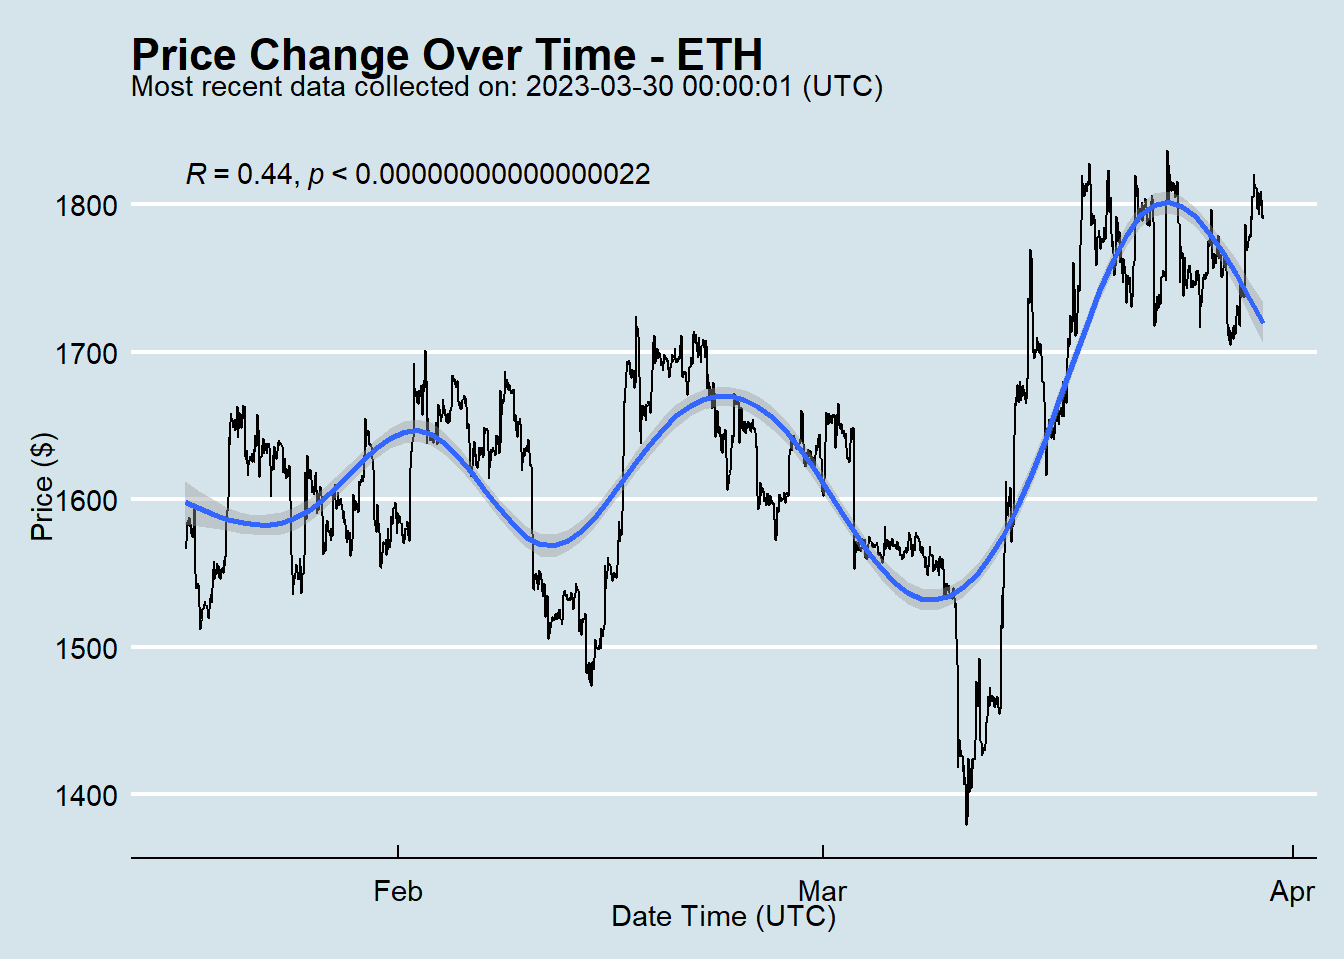 Price Change Over Time - ETH
Most recent data collected on: 2023-03-30 00:00:01 (UTC)
R = 0.44, p < 0.00000000000000022
1800
1700
1600
1500
1400
Price ($)
Feb
Mar
Apr
Date Time (UTC)